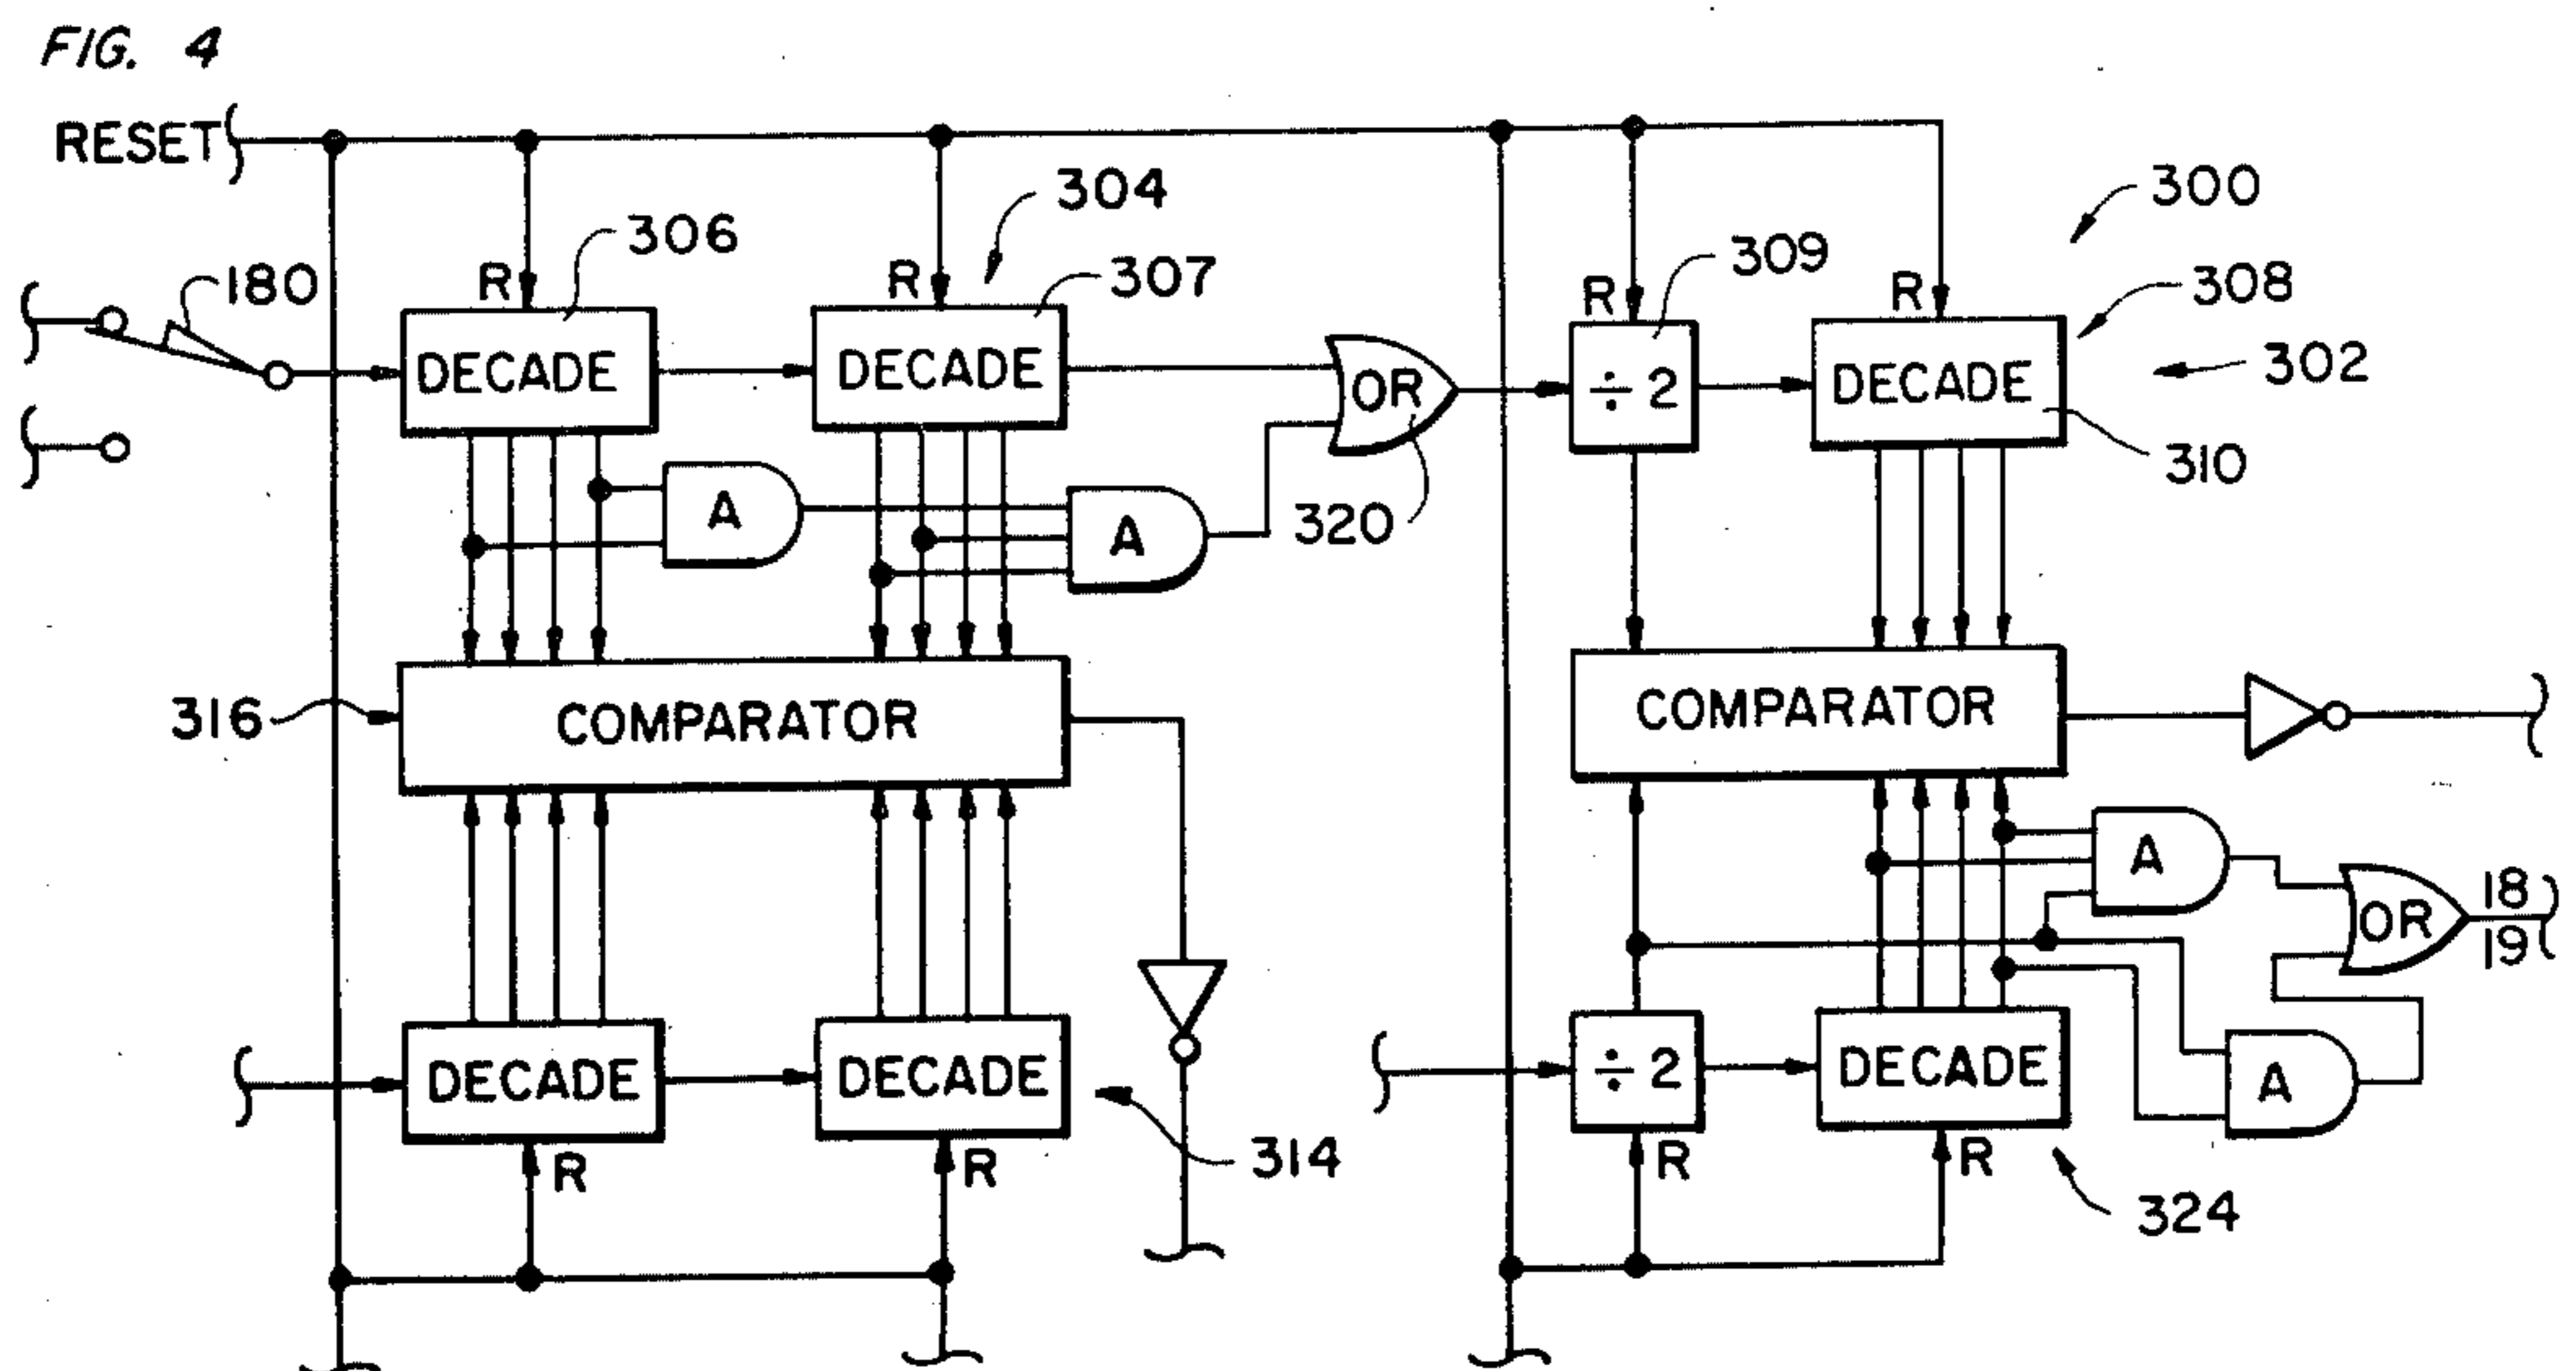 FIG. 4
RESET
304
300
306
309
R
R
307
308
180
R
R
302
DECADE
DECADE
OR
÷ 2
DECADE
310
320
A
A
316
COMPARATOR
COMPARATOR
A
18
OR
19
DECADE
DECADE
÷ 2
DECADE
A
314
R
R
R
R
324